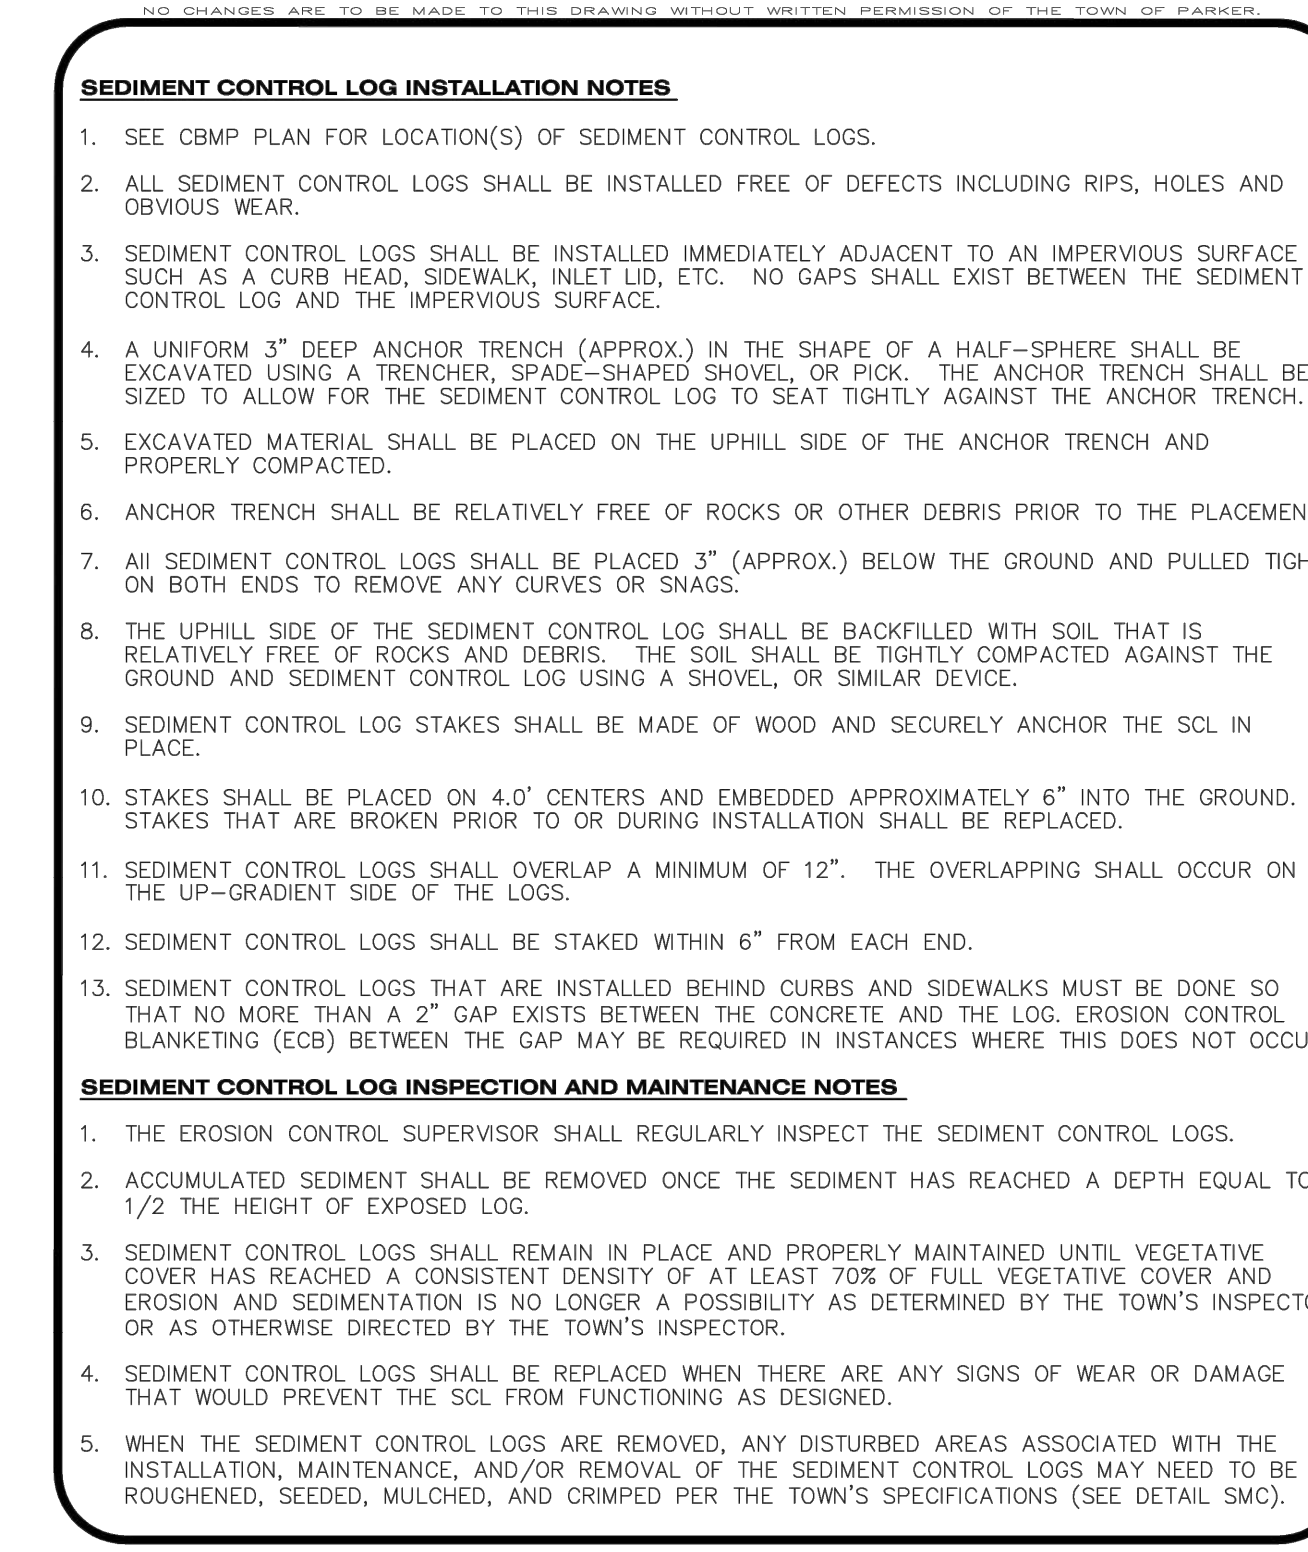 NO CHANGES ARE TO BE MADE TO THIS DRAWING WITHOUT WRITTEN PERMISSION OF THE TOWN OF PARKER.
SEDIMENT CONTROL LOG INSTALLATION NOTES
1. SEE CBMP PLAN FOR LOCATION(S) OF SEDIMENT CONTROL LOGS.
2. ALL SEDIMENT CONTROL LOGS SHALL BE INSTALLED FREE OF DEFECTS INCLUDING RIPS, HOLES AND
OBVIOUS WEAR.
3. SEDIMENT CONTROL LOGS SHALL BE INSTALLED IMMEDIATELY ADJACENT TO AN IMPERVIOUS SURFACE
SUCH AS A CURB HEAD, SIDEWALK, INLET LID, ETC. NO GAPS SHALL EXIST BETWEEN THE SEDIMENT
CONTROL LOG AND THE IMPERVIOUS SURFACE.
4. A UNIFORM 3" DEEP ANCHOR TRENCH (APPROX.) IN THE SHAPE OF A HALF-SPHERE SHALL BE
EXCAVATED USING A TRENCHER, SPADE-SHAPED SHOVEL, OR PICK. THE ANCHOR TRENCH SHALL BE
SIZED TO ALLOW FOR THE SEDIMENT CONTROL LOG TO SEAT TIGHTLY AGAINST THE ANCHOR TRENCH.
5. EXCAVATED MATERIAL SHALL BE PLACED ON THE UPHILL SIDE OF THE ANCHOR TRENCH AND
PROPERLY COMPACTED.
6. ANCHOR TRENCH SHALL BE RELATIVELY FREE OF ROCKS OR OTHER DEBRIS PRIOR TO THE PLACEMEN
7. All SEDIMENT CONTROL LOGS SHALL BE PLACED 3" (APPROX.) BELOW THE GROUND AND PULLED TIGH
ON BOTH ENDS TO REMOVE ANY CURVES OR SNAGS.
8. THE UPHILL SIDE OF THE SEDIMENT CONTROL LOG SHALL BE BACKFILLED WITH SOIL THAT IS
RELATIVELY FREE OF ROCKS AND DEBRIS. THE SOIL SHALL BE TIGHTLY COMPACTED AGAINST THE
GROUND AND SEDIMENT CONTROL LOG USING A SHOVEL, OR SIMILAR DEVICE.
9. SEDIMENT CONTROL LOG STAKES SHALL BE MADE OF WOOD AND SECURELY ANCHOR THE SCL IN
PLACE.
10. STAKES SHALL BE PLACED ON 4.0' CENTERS AND EMBEDDED APPROXIMATELY 6" INTO THE GROUND.
STAKES THAT ARE BROKEN PRIOR TO OR DURING INSTALLATION SHALL BE REPLACED.
11. SEDIMENT CONTROL LOGS SHALL OVERLAP A MINIMUM OF 12". THE OVERLAPPING SHALL OCCUR ON
THE UP-GRADIENT SIDE OF THE LOGS.
12. SEDIMENT CONTROL LOGS SHALL BE STAKED WITHIN 6" FROM EACH END.
13. SEDIMENT CONTROL LOGS THAT ARE INSTALLED BEHIND CURBS AND SIDEWALKS MUST BE DONE SO
THAT NO MORE THAN A 2" GAP EXISTS BETWEEN THE CONCRETE AND THE LOG. EROSION CONTROL
BLANKETING (ECB) BETWEEN THE GAP MAY BE REQUIRED IN INSTANCES WHERE THIS DOES NOT OCCU
SEDIMENT CONTROL LOG INSPECTION AND MAINTENANCE NOTES
1. THE EROSION CONTROL SUPERVISOR SHALL REGULARLY INSPECT THE SEDIMENT CONTROL LOGS.
2. ACCUMULATED SEDIMENT SHALL BE REMOVED ONCE THE SEDIMENT HAS REACHED A DEPTH EQUAL TO
1/2 THE HEIGHT OF EXPOSED LOG.
3. SEDIMENT CONTROL LOGS SHALL REMAIN IN PLACE AND PROPERLY MAINTAINED UNTIL VEGETATIVE
COVER HAS REACHED A CONSISTENT DENSITY OF AT LEAST 70% OF FULL VEGETATIVE COVER AND
EROSION AND SEDIMENTATION IS NO LONGER A POSSIBILITY AS DETERMINED BY THE TOWN'S INSPECTO
OR AS OTHERWISE DIRECTED BY THE TOWN'S INSPECTOR.
4. SEDIMENT CONTROL LOGS SHALL BE REPLACED WHEN THERE ARE ANY SIGNS OF WEAR OR DAMAGE
THAT WOULD PREVENT THE SCL FROM FUNCTIONING AS DESIGNED.
5. WHEN THE SEDIMENT CONTROL LOGS ARE REMOVED, ANY DISTURBED AREAS ASSOCIATED WITH THE
INSTALLATION, MAINTENANCE, AND/OR REMOVAL OF THE SEDIMENT CONTROL LOGS MAY NEED TO BE
ROUGHENED, SEEDED, MULCHED, AND CRIMPED PER THE TOWN'S SPECIFICATIONS (SEE DETAIL SMC).